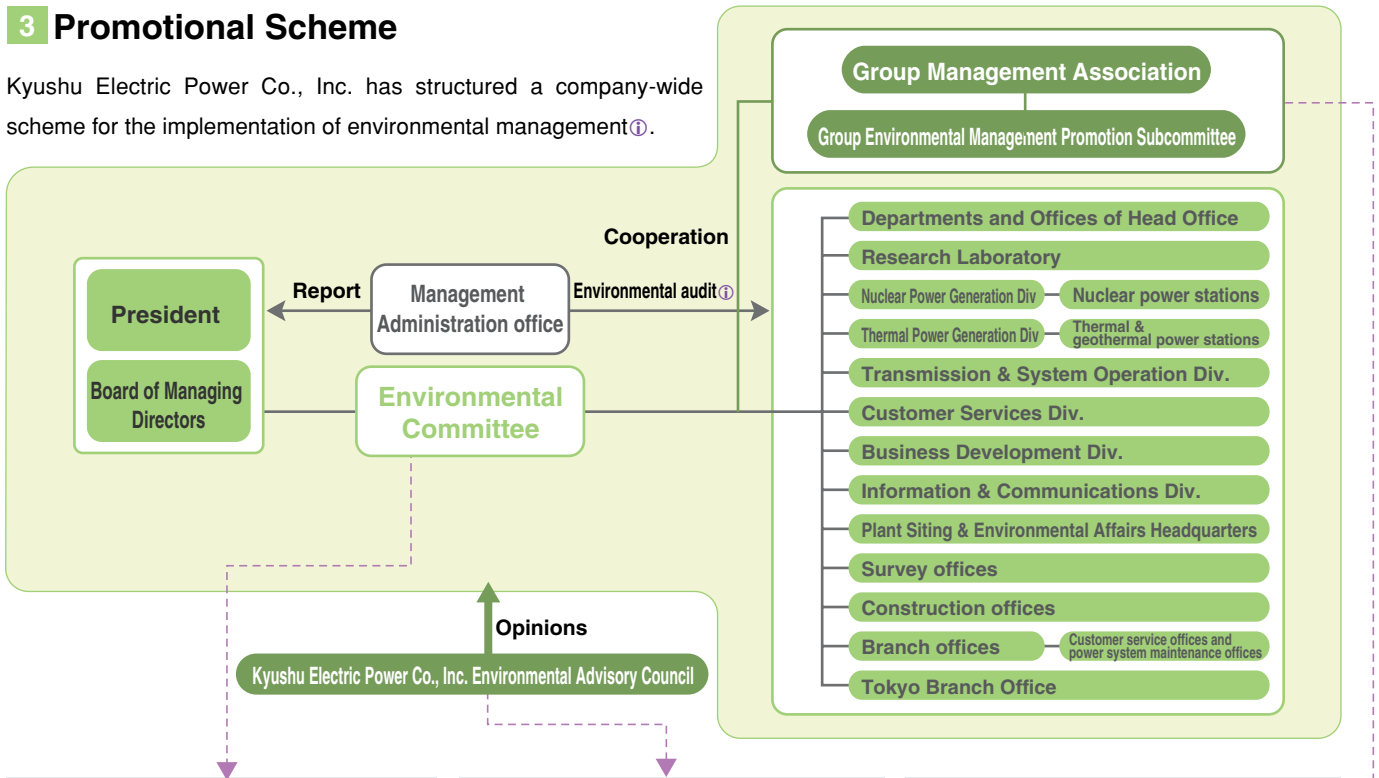 3 Promotional Scheme
Kyushu Electric Power Co., Inc. has structured a company-wide
scheme for the implementation of environmental managementⓘ.
Group Management Association
Group Environmental Management Promotion Subcommittee
Cooperation
President
Board of Managing
Directors
Report
Management
Administration office
Environmental auditⓘ
Environmental
Committee
Departments and Offices of Head Office
Research Laboratory
Nuclear Power Generation Div
Nuclear power stations
Thermal Power Generation Div
Thermal &
geothermal power stations
Transmission & System Operation Div.
Customer Services Div.
Business Development Div.
Information & Communications Div.
Plant Siting & Environmental Affairs Headquarters
Survey offices
Construction offices
Branch offices
Customer service offices and
power system maintenance offices
Tokyo Branch Office
Opinions
Kyushu Electric Power Co., Inc. Environmental Advisory Council